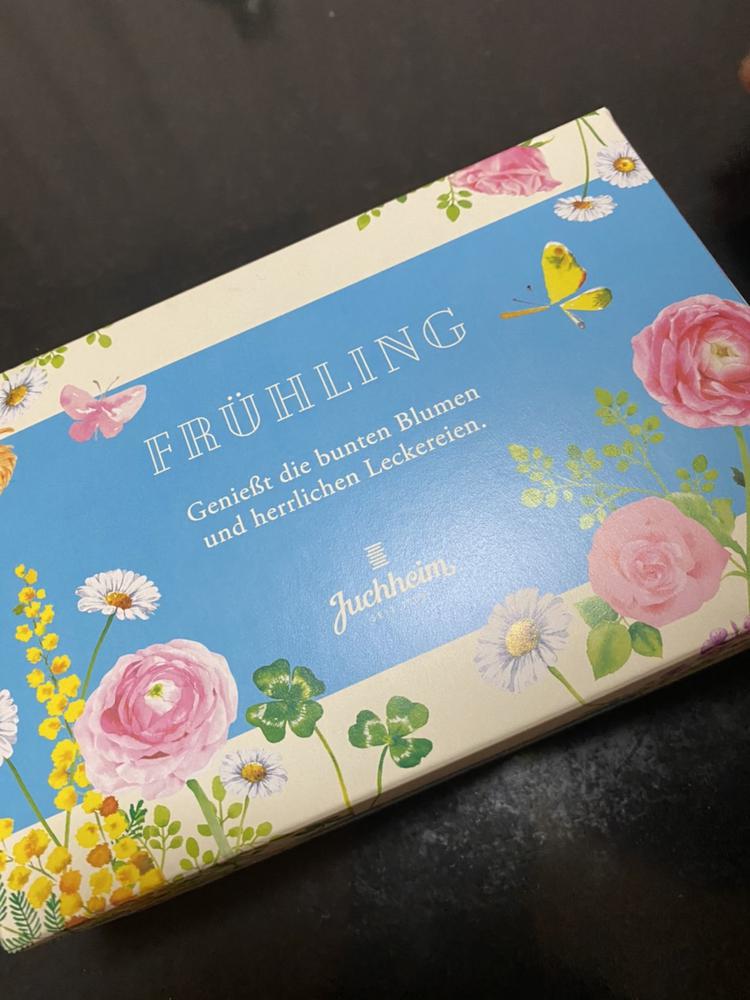 FRÜHLING
Genießt die bunten Blumen
und herrlichen Leckereien.
Juchheim